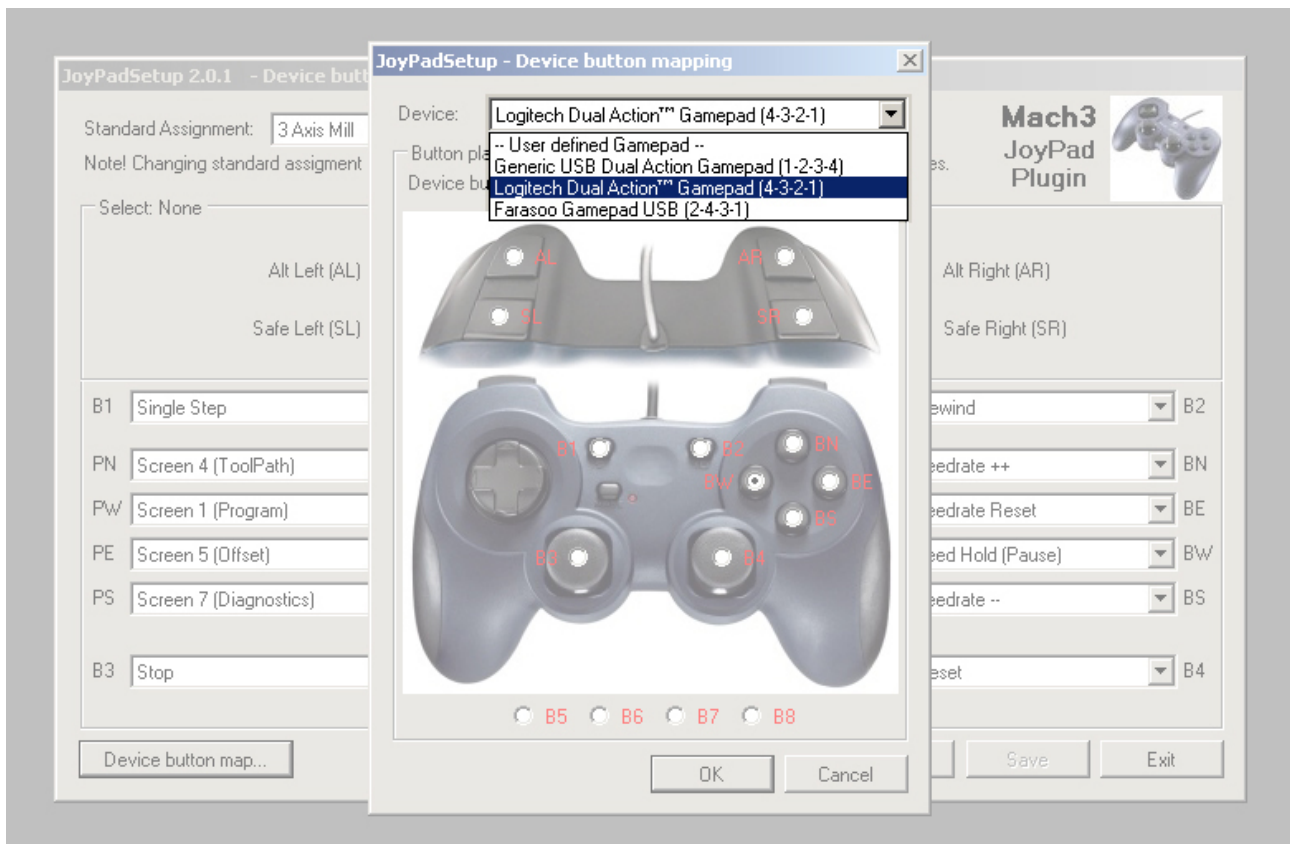 JoyPadSetup 2.0.1 - Device butt
Standard Assignment: 3 Axis Mill
Note! Changing standard assigment
es.
Mach3
JoyPad
Plugin
Select: None
Alt Left (AL)
Alt Right (AR)
Safe Left (SL)
Safe Right (SR)
B1 Single Step
ewind B2
PN Screen 4 (ToolPath)
eedrate ++ BN
PW Screen 1 (Program)
eedrate Reset BE
PE Screen 5 (Offset)
eed Hold (Pause) BW
PS Screen 7 (Diagnostics)
eedrate -- BS
B3 Stop
eset B4
Device button map...
Save
Exit
JoyPadSetup - Device button mapping
Device: Logitech Dual Action™ Gamepad (4-3-2-1)
-- User defined Gamepad --
Generic USB Dual Action Gamepad (1-2-3-4)
Logitech Dual Action™ Gamepad (4-3-2-1)
Farasoo Gamepad USB (2-4-3-1)
Button pla
Device bu
AL AR
SL SR
B1 B2 BN
BW BE
BS
B3 B4
B5 B6 B7 B8
OK Cancel